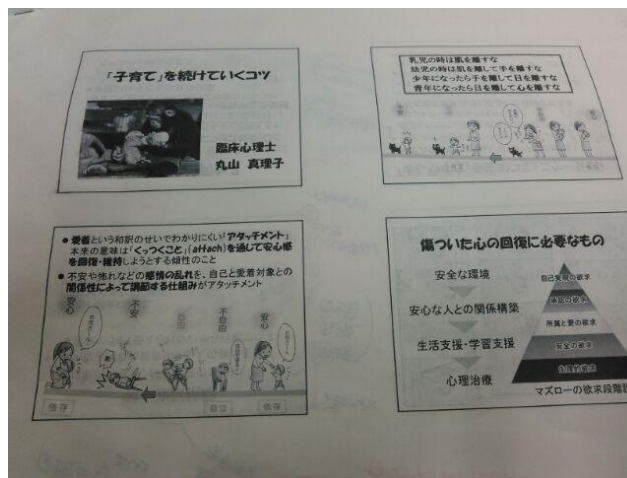 「子育て」を続けていくコツ
臨床心理士
丸山 真理子
乳児の時は肌を離すな
幼児の時は肌を離して手を離すな
少年になったら手を離して目を離すな
青年になったら目を離して心を離すな
● 愛着という和訳のせいでわかりにくい「アタッチメント」
本来の意味は「くっつくこと」(attach)を通して安心感
を回復・維持しようとする傾性のこと
● 不安や怖れなどの感情の乱れを、自己と愛着対象との
関係性によって調節する仕組みがアタッチメント
安心
不安
自由
不自由
安心
依存
自立
依存
傷ついた心の回復に必要なもの
安全な環境
安心な人との関係構築
生活支援・学習支援
心理治療
自己実現の欲求
承認の欲求
所属と愛の欲求
安全の欲求
生理的欲求
マズローの欲求段階説